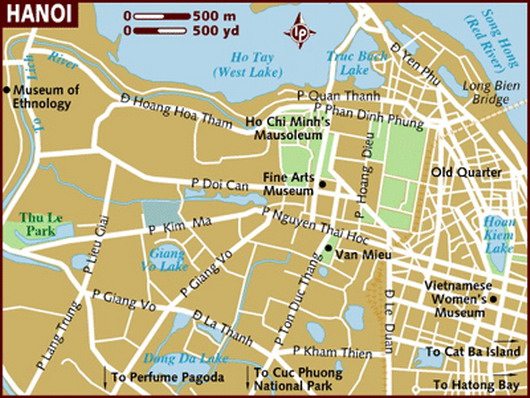 HANOI
500 m
500 yd
LP
Song Hong
(Red River)
Ho Tay
(West Lake)
Truc Bach
Lake
Đ Yen Phu
To Lich River
Museum of
Ethnology
Đ Hoang Hoa Tham
P Quan Thanh
P Phan Dinh Phung
Long Bien
Bridge
Ho Chi Minh's
Mausoleum
P Hoang Dieu
P Doi Can
Fine Arts
Museum
Old Quarter
Thu Le
Park
P Lieu Giai
P Kim Ma
P Nguyen Thai Hoc
Hoan
Kiem
Lake
Giang
Vo Lake
P Giang Vo
Van Mieu
P Giang Vo
P Ton Duc Thang
Đ Le Duan
Vietnamese
Women's
Museum
P Lang Trung
Đ La Thanh
Dong Da Lake
P Kham Thien
To Cat Ba Island
To Perfume Pagoda
To Cuc Phuong
National Park
To Hatong Bay